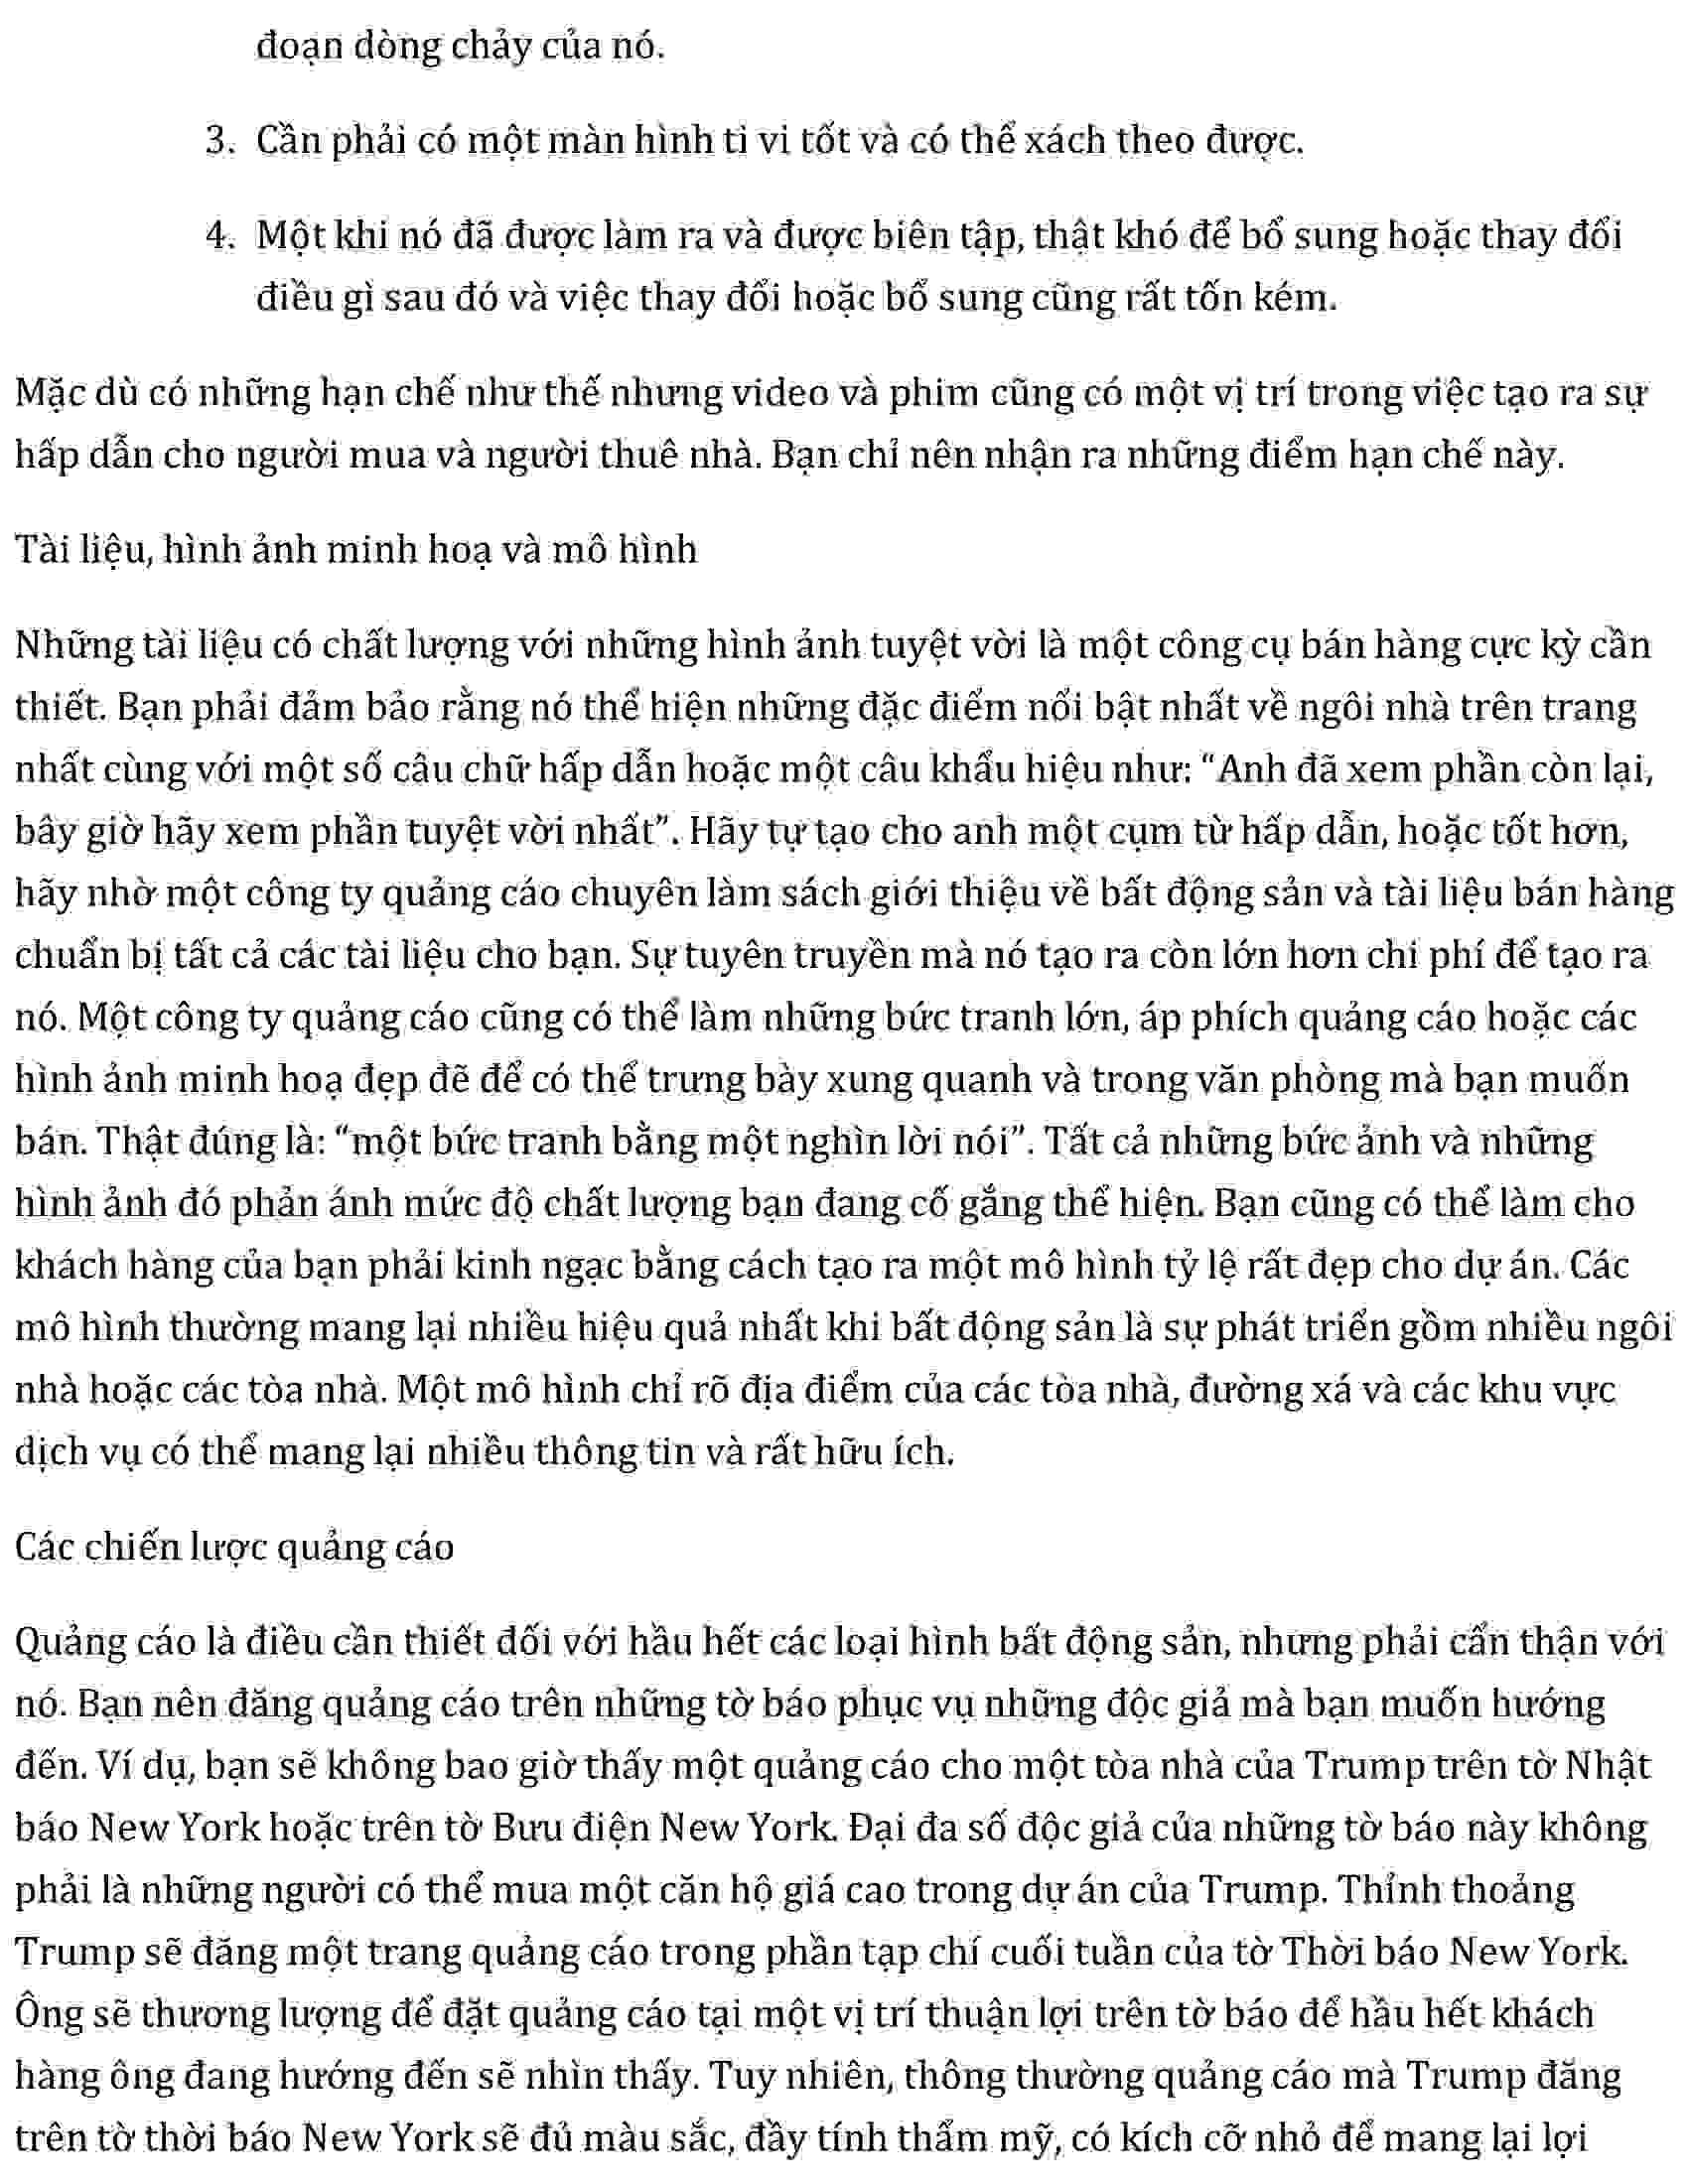 đoạn dòng chảy của nó.
3. Cần phải có một màn hình ti vi tốt và có thể xách theo được.
4. Một khi nó đã được làm ra và được biên tập, thật khó để bổ sung hoặc thay đổi
điều gì sau đó và việc thay đổi hoặc bổ sung cũng rất tốn kém.
Mặc dù có những hạn chế như thế nhưng video và phim cũng có một vị trí trong việc tạo ra sự
hấp dẫn cho người mua và người thuê nhà. Bạn chỉ nên nhận ra những điểm hạn chế này.
Tài liệu, hình ảnh minh hoạ và mô hình
Những tài liệu có chất lượng với những hình ảnh tuyệt vời là một công cụ bán hàng cực kỳ cần
thiết. Bạn phải đảm bảo rằng nó thể hiện những đặc điểm nổi bật nhất về ngôi nhà trên trang
nhất cùng với một số câu chữ hấp dẫn hoặc một câu khẩu hiệu như: “Anh đã xem phần còn lại,
bây giờ hãy xem phần tuyệt vời nhất”. Hãy tự tạo cho anh một cụm từ hấp dẫn, hoặc tốt hơn,
hãy nhờ một công ty quảng cáo chuyên làm sách giới thiệu về bất động sản và tài liệu bán hàng
chuẩn bị tất cả các tài liệu cho bạn. Sự tuyên truyền mà nó tạo ra còn lớn hơn chi phí để tạo ra
nó. Một công ty quảng cáo cũng có thể làm những bức tranh lớn, áp phích quảng cáo hoặc các
hình ảnh minh hoạ đẹp đẽ để có thể trưng bày xung quanh và trong văn phòng mà bạn muốn
bán. Thật đúng là: “một bức tranh bằng một nghìn lời nói”. Tất cả những bức ảnh và những
hình ảnh đó phản ánh mức độ chất lượng bạn đang cố gắng thể hiện. Bạn cũng có thể làm cho
khách hàng của bạn phải kinh ngạc bằng cách tạo ra một mô hình tỷ lệ rất đẹp cho dự án. Các
mô hình thường mang lại nhiều hiệu quả nhất khi bất động sản là sự phát triển gồm nhiều ngôi
nhà hoặc các tòa nhà. Một mô hình chỉ rõ địa điểm của các tòa nhà, đường xá và các khu vực
dịch vụ có thể mang lại nhiều thông tin và rất hữu ích.
Các chiến lược quảng cáo
Quảng cáo là điều cần thiết đối với hầu hết các loại hình bất động sản, nhưng phải cẩn thận với
nó. Bạn nên đăng quảng cáo trên những tờ báo phục vụ những độc giả mà bạn muốn hướng
đến. Ví dụ, bạn sẽ không bao giờ thấy một quảng cáo cho một tòa nhà của Trump trên tờ Nhật
báo New York hoặc trên tờ Bưu điện New York. Đại đa số độc giả của những tờ báo này không
phải là những người có thể mua một căn hộ giá cao trong dự án của Trump. Thỉnh thoảng
Trump sẽ đăng một trang quảng cáo trong phần tạp chí cuối tuần của tờ Thời báo New York.
Ông sẽ thương lượng để đặt quảng cáo tại một vị trí thuận lợi trên tờ báo để hầu hết khách
hàng ông đang hướng đến sẽ nhìn thấy. Tuy nhiên, thông thường quảng cáo mà Trump đăng
trên tờ thời báo New York sẽ đủ màu sắc, đầy tính thẩm mỹ, có kích cỡ nhỏ để mang lại lợi